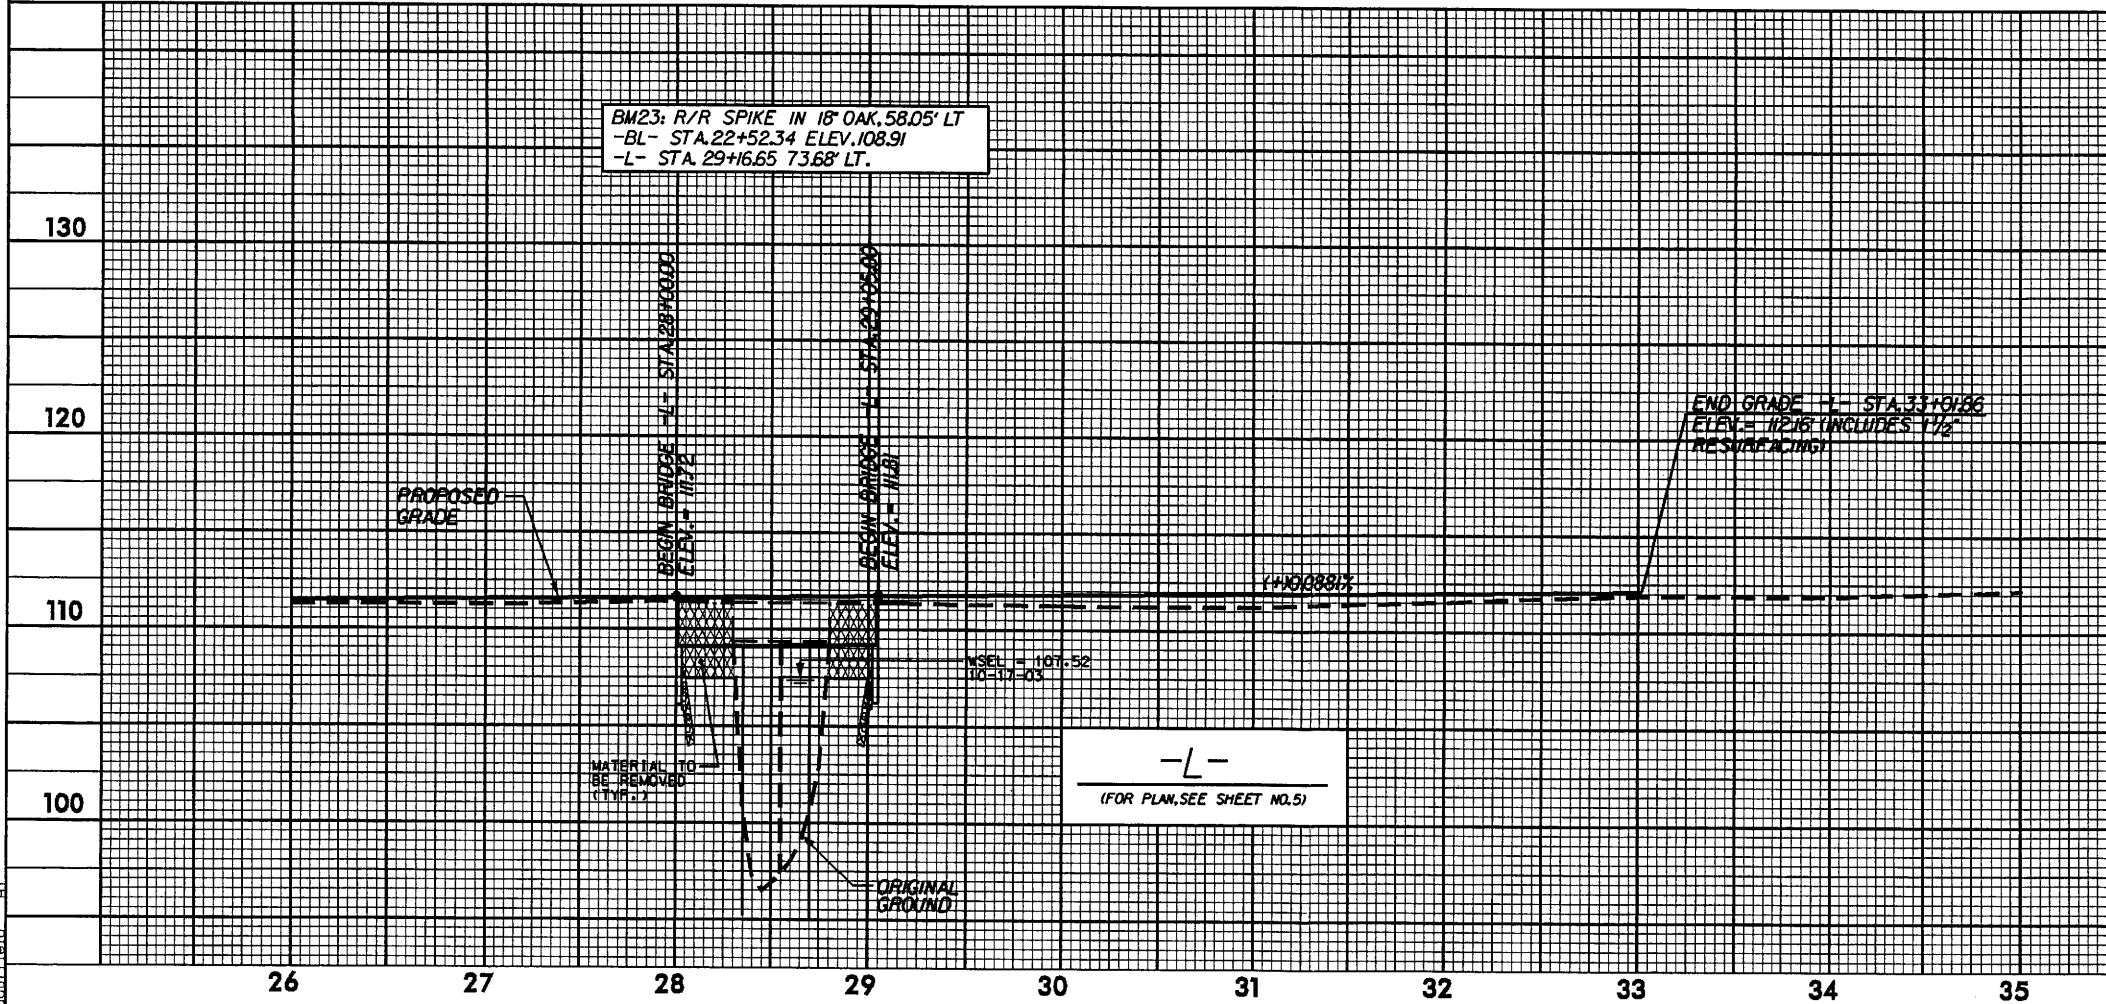 BM23: R/R SPIKE IN 18" OAK, 58.05' LT
-BL- STA. 22+52.34 ELEV. 108.91
-L- STA. 29+16.65 73.68' LT.
130
120
110
100
BEGIN BRIDGE -L- STA. 28+00.00
ELEV. = 111.72
BEGIN BRIDGE -L- STA. 29+05.00
ELEV. = 111.81
END GRADE -L- STA. 33+01.86
ELEV. = 112.16 (INCLUDES 1 1/2"
RESURFACING)
PROPOSED
GRADE
(+)0.0881%
WSEL = 107.52
10-17-03
MATERIAL TO
BE REMOVED
(TYP.)
-L-
(FOR PLAN, SEE SHEET NO. 5)
ORIGINAL
GROUND
26 27 28 29 30 31 32 33 34 35